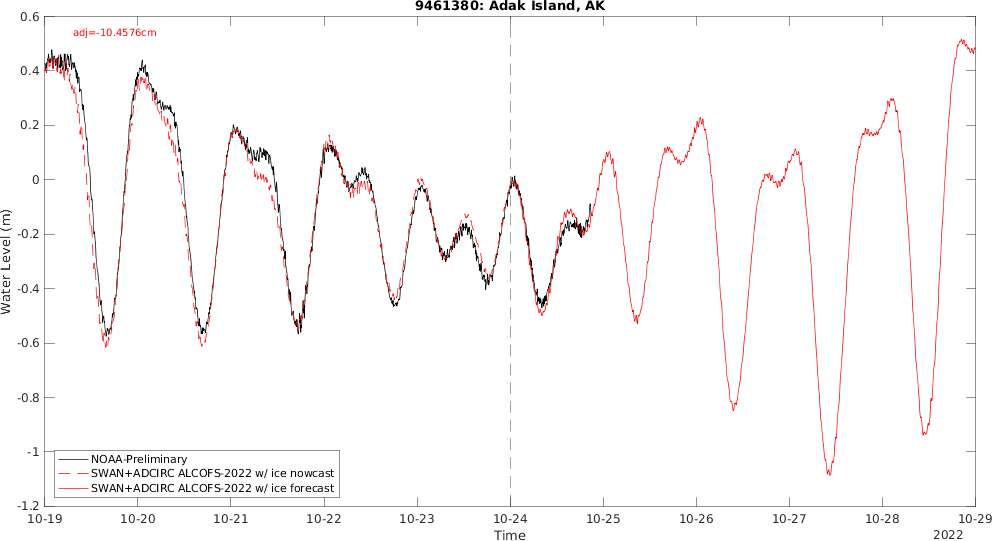 9461380: Adak Island, AK
adj=-10.4576cm
Water Level (m)
0.6
0.4
0.2
0
-0.2
-0.4
-0.6
-0.8
-1
-1.2
NOAA-Preliminary
SWAN+ADCIRC ALCOFS-2022 w/ ice nowcast
SWAN+ADCIRC ALCOFS-2022 w/ ice forecast
10-19 10-20 10-21 10-22 10-23 10-24 10-25 10-26 10-27 10-28 10-29
Time
2022